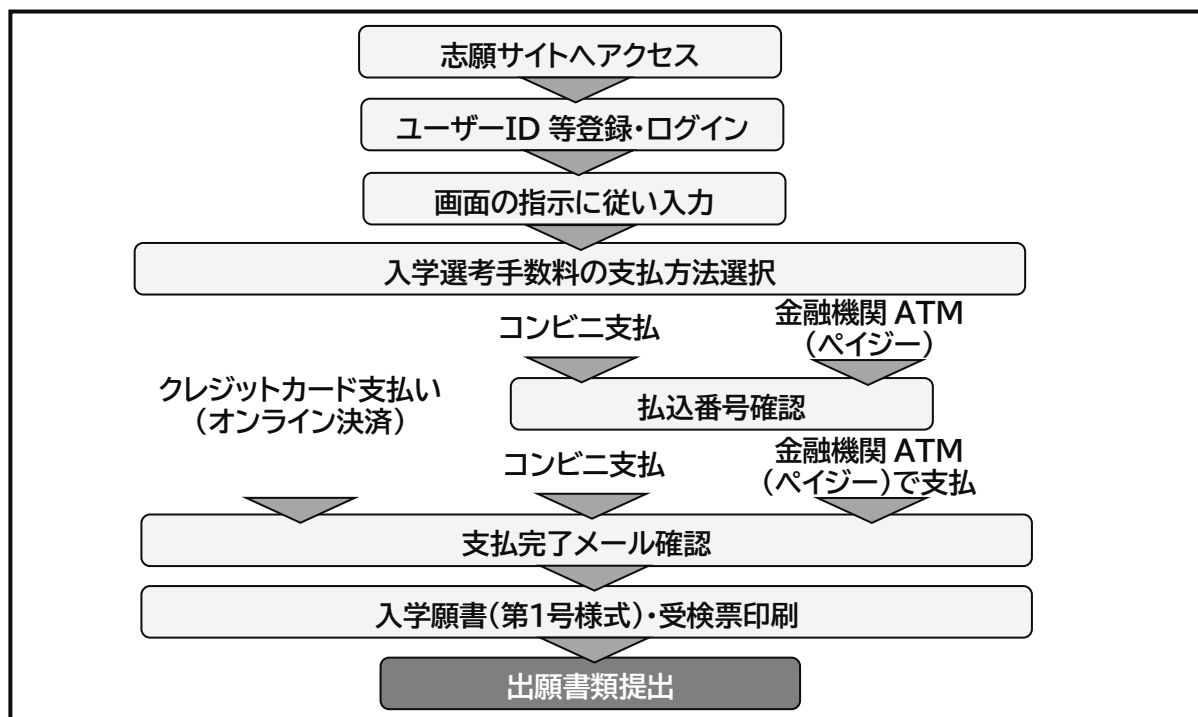 志願サイトへアクセス
ユーザーID 等登録・ログイン
画面の指示に従い入力
入学選考手数料の支払方法選択
コンビニ支払
金融機関 ATM
（ペイジー）
クレジットカード支払い
（オンライン決済）
払込番号確認
コンビニ支払
金融機関 ATM
（ペイジー）で支払
支払完了メール確認
入学願書（第1号様式）・受検票印刷
出願書類提出